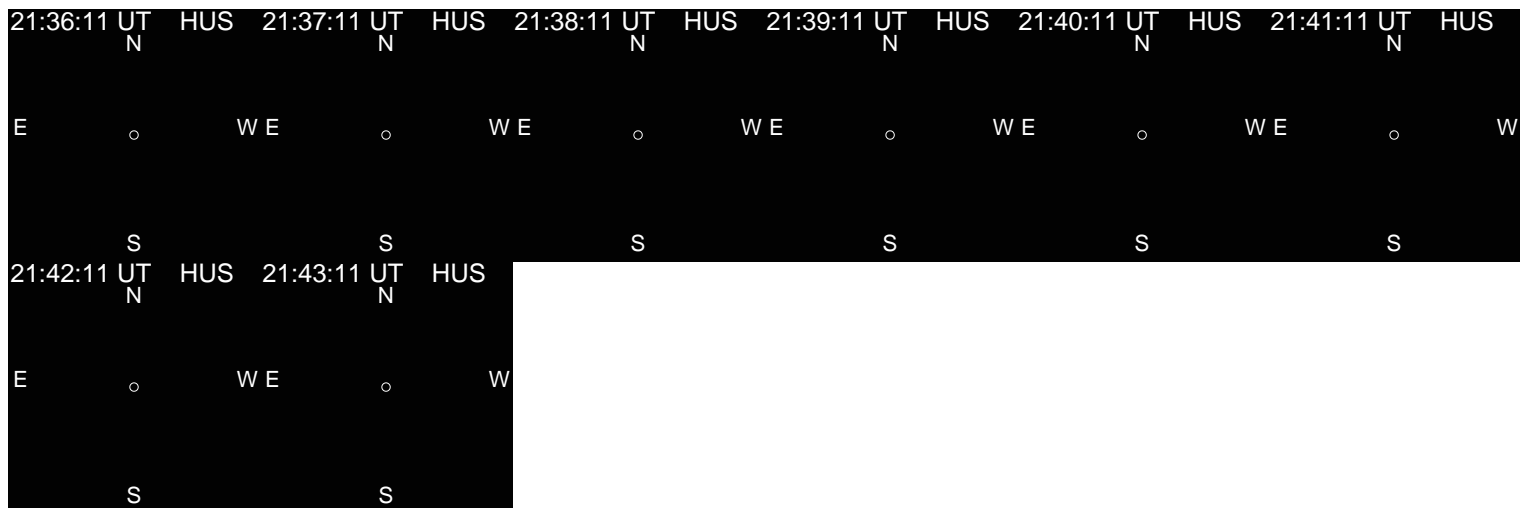 21:36:11 UT HUS 21:37:11 UT HUS 21:38:11 UT HUS 21:39:11 UT HUS 21:40:11 UT HUS 21:41:11 UT HUS
N N N N N N
E W E W E W E W E W E W
S S S S S S
21:42:11 UT HUS 21:43:11 UT HUS
N N
E W E W
S S